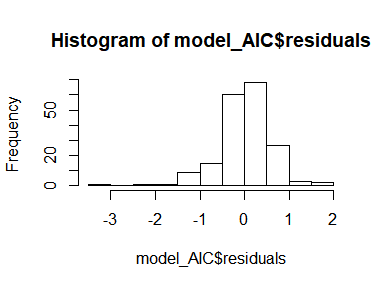 Histogram of model_AIC$residuals
Frequency
50
20
0
-3 -2 -1 0 1 2
model_AIC$residuals